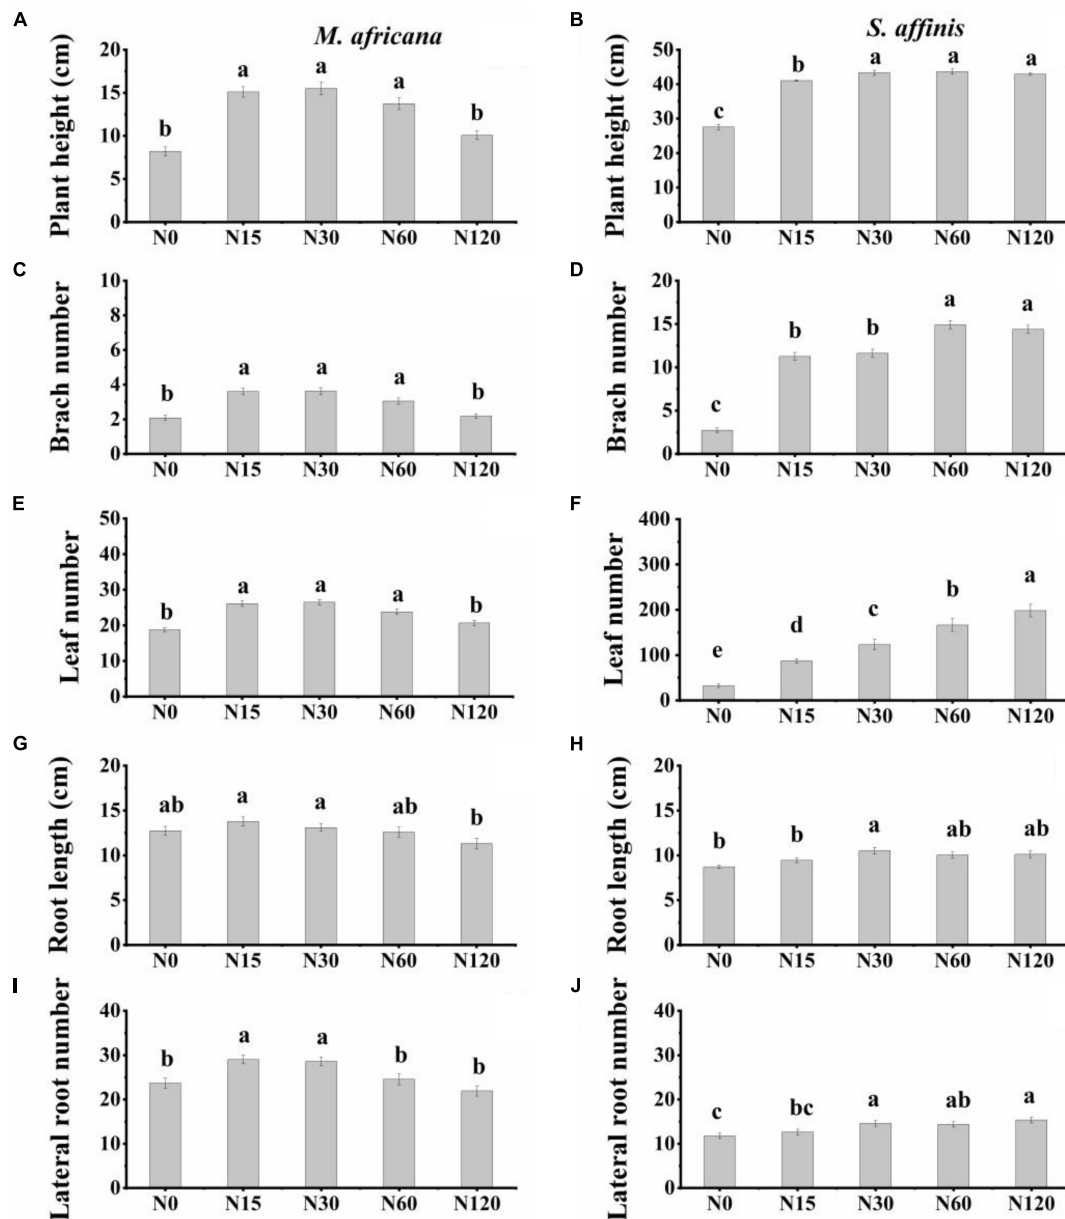 A
M. africana
Plant height (cm)
20
15
10
5
0
b
a
a
a
b
N0 N15 N30 N60 N120
B
S. affinis
Plant height (cm)
50
40
30
20
10
0
c
b
a
a
a
N0 N15 N30 N60 N120
C
Brach number
10
8
6
4
2
0
b
a
a
a
b
N0 N15 N30 N60 N120
D
Brach number
20
15
10
5
0
c
b
b
a
a
N0 N15 N30 N60 N120
E
Leaf number
50
40
30
20
10
0
b
a
a
a
b
N0 N15 N30 N60 N120
F
Leaf number
400
300
200
100
0
e
d
c
b
a
N0 N15 N30 N60 N120
G
Root length (cm)
20
15
10
5
0
ab
a
a
ab
b
N0 N15 N30 N60 N120
H
Root length (cm)
20
15
10
5
0
b
b
a
ab
ab
N0 N15 N30 N60 N120
I
Lateral root number
40
30
20
10
0
b
a
a
b
b
N0 N15 N30 N60 N120
J
Lateral root number
40
30
20
10
0
c
bc
a
ab
a
N0 N15 N30 N60 N120